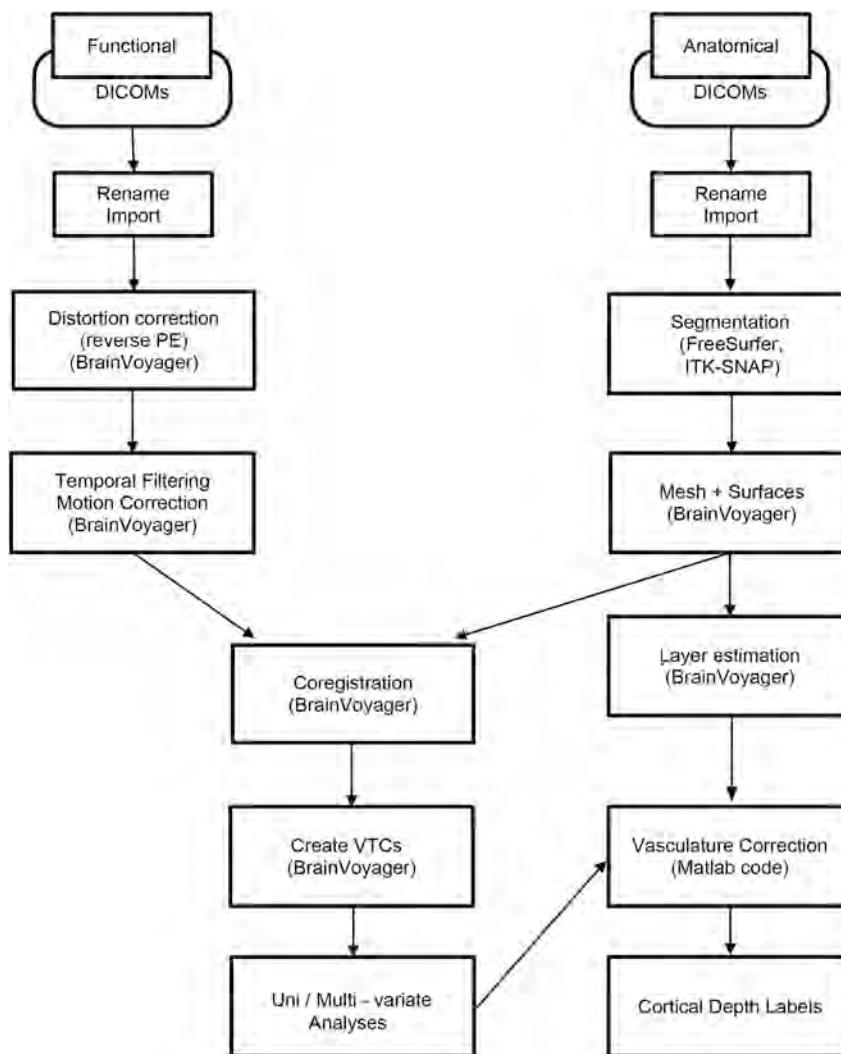 Functional
DICOMs
Rename
Import
Distortion correction
(reverse PE)
(BrainVoyager)
Temporal Filtering
Motion Correction
(BrainVoyager)
Anatomical
DICOMs
Rename
Import
Segmentation
(FreeSurfer,
ITK-SNAP)
Mesh + Surfaces
(BrainVoyager)
Coregistration
(BrainVoyager)
Create VTCs
(BrainVoyager)
Uni / Multi – variate
Analyses
Layer estimation
(BrainVoyager)
Vasculature Correction
(Matlab code)
Cortical Depth Labels